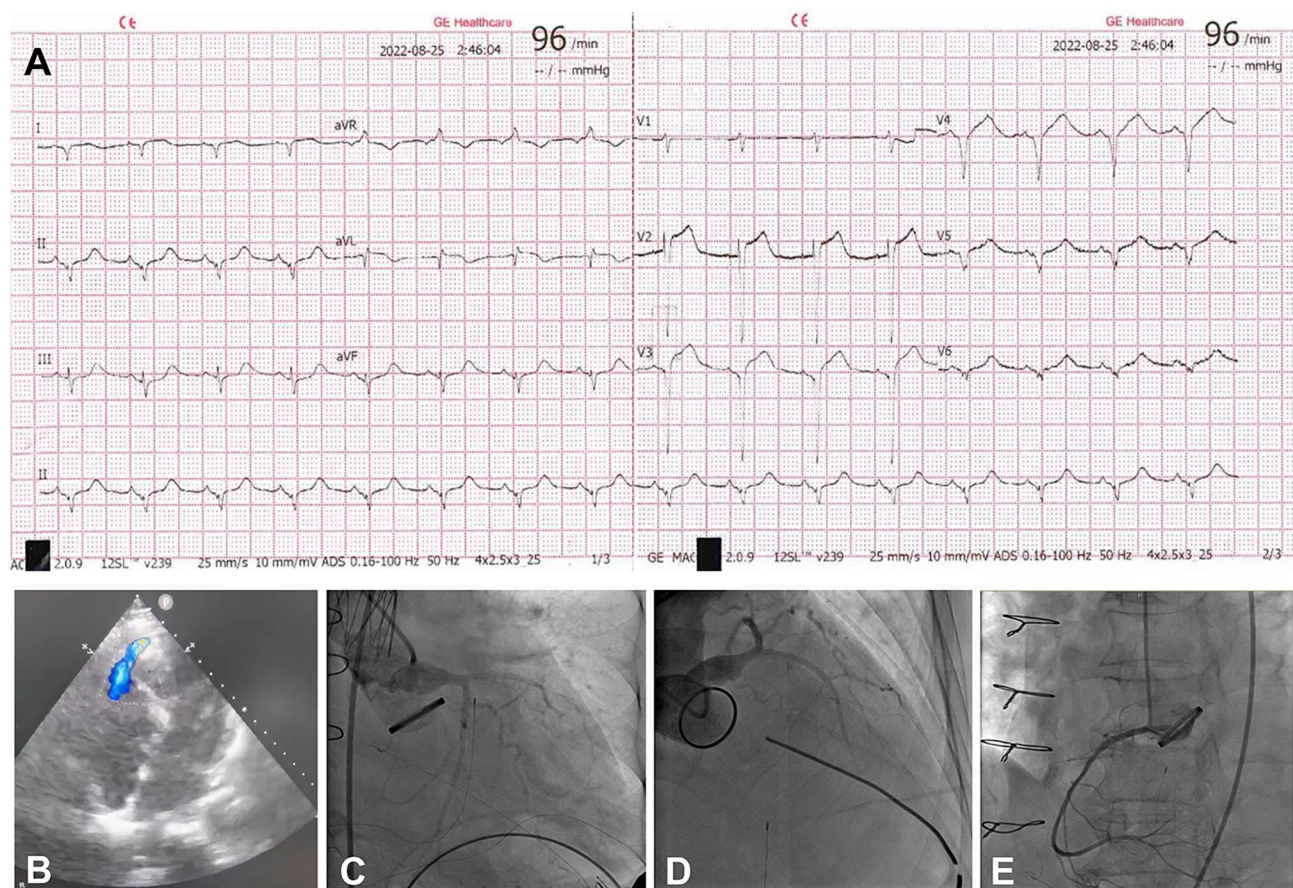 CE GE Healthcare
96 /min
2022-08-25 2:46:04
-- / -- mmHg
A
I aVR
II aVL
III aVF
II
2.0.9 12SL™ v239 25 mm/s 10 mm/mV ADS 0.16-100 Hz 50 Hz 4x2.5x3_25 1/3
CE GE Healthcare
96 /min
2022-08-25 2:46:04
-- / -- mmHg
V1 V4
V2 V5
V3 V6
GE MAC 2.0.9 12SL™ v239 25 mm/s 10 mm/mV ADS 0.16-100 Hz 50 Hz 4x2.5x3_25 2/3
P
B
C
D
E